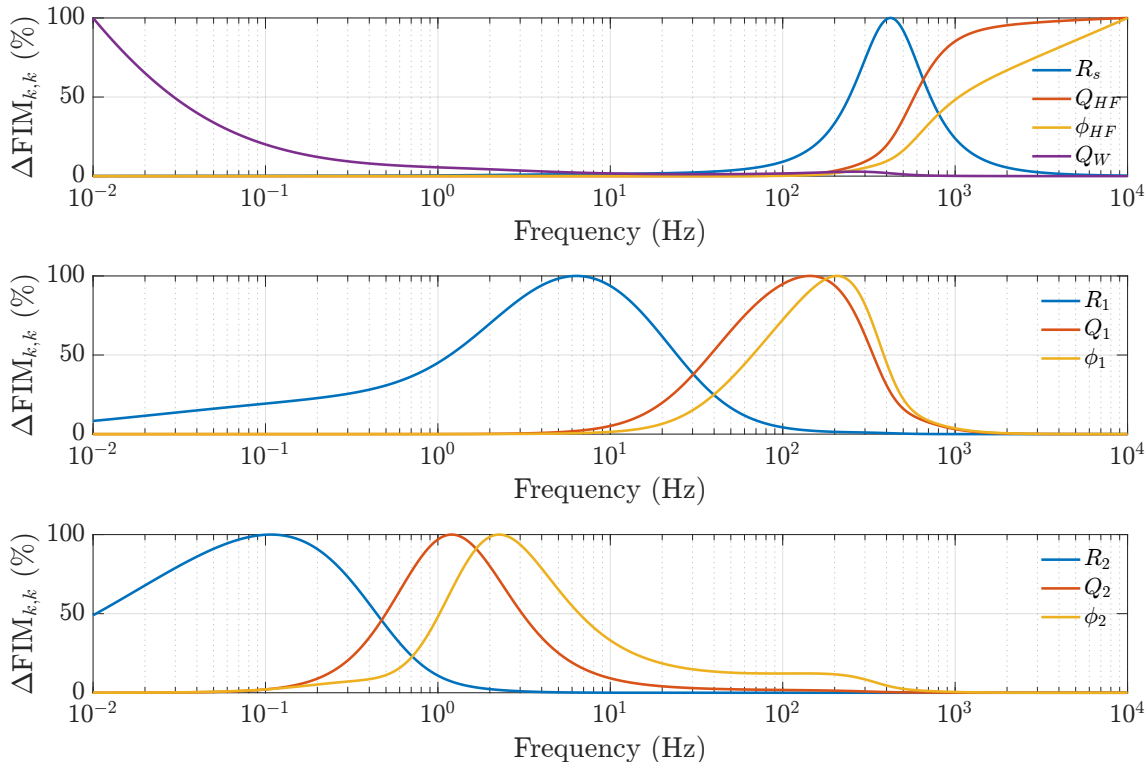 ΔFIM_{k,k} (%)
100
50
0
R_s
Q_{HF}
ϕ_{HF}
Q_W
10^{-2} 10^{-1} 10^0 10^1 10^2 10^3 10^4
Frequency (Hz)
ΔFIM_{k,k} (%)
100
50
0
R_1
Q_1
ϕ_1
10^{-2} 10^{-1} 10^0 10^1 10^2 10^3 10^4
Frequency (Hz)
ΔFIM_{k,k} (%)
100
50
0
R_2
Q_2
ϕ_2
10^{-2} 10^{-1} 10^0 10^1 10^2 10^3 10^4
Frequency (Hz)